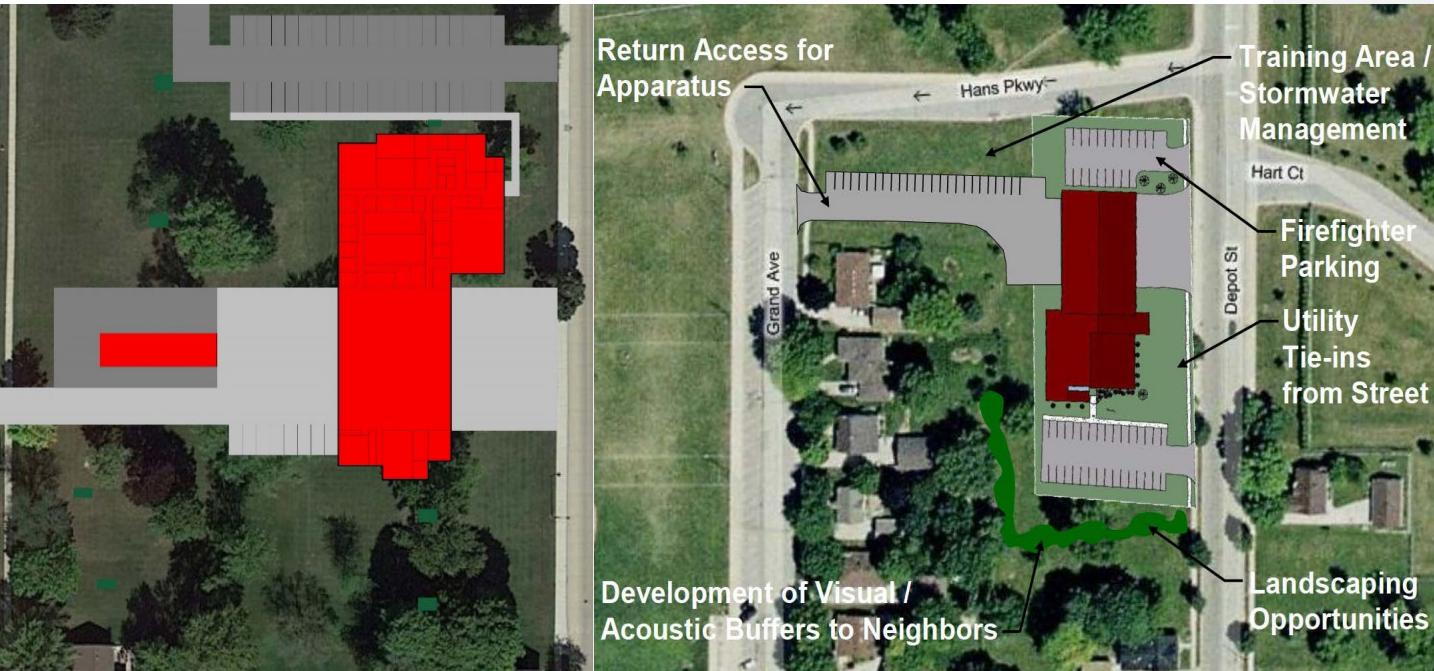 Return Access for
Apparatus
Hans Pkwy
Training Area /
Stormwater
Management
Hart Ct
Firefighter
Parking
Grand Ave
Depot St
Utility
Tie-ins
from Street
Development of Visual /
Acoustic Buffers to Neighbors
Landscaping
Opportunities